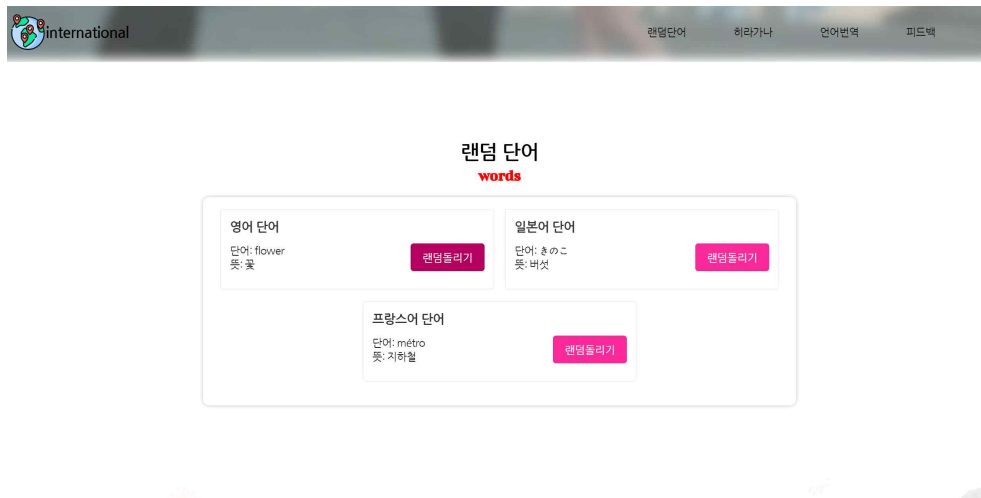 international
랜덤단어
히라가나
언어번역
피드백
랜덤 단어
words
영어 단어
단어: flower
뜻: 꽃
랜덤돌리기
일본어 단어
단어: きのこ
뜻: 버섯
랜덤돌리기
프랑스어 단어
단어: métro
뜻: 지하철
랜덤돌리기